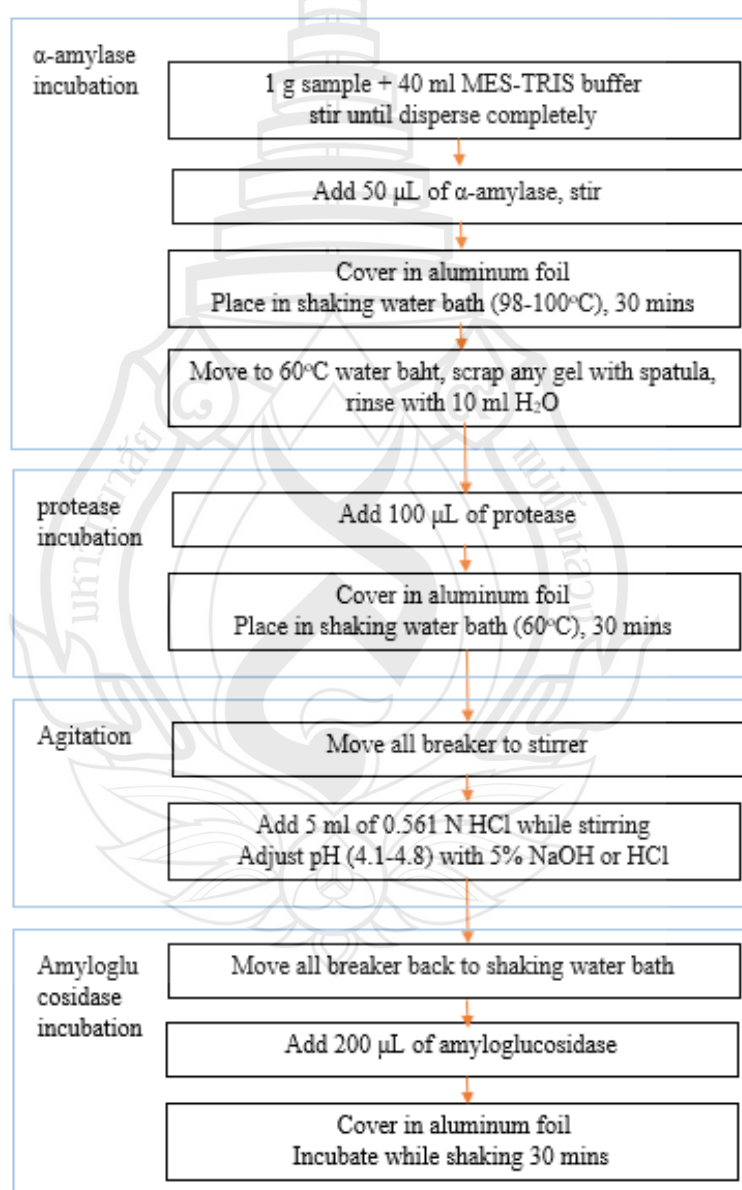 α-amylase
incubation
1 g sample + 40 ml MES-TRIS buffer
stir until disperse completely
Add 50 μL of α-amylase, stir
Cover in aluminum foil
Place in shaking water bath (98-100°C), 30 mins
Move to 60°C water baht, scrap any gel with spatula,
rinse with 10 ml H₂O
protease
incubation
Add 100 μL of protease
Cover in aluminum foil
Place in shaking water bath (60°C), 30 mins
Agitation
Move all breaker to stirrer
Add 5 ml of 0.561 N HCl while stirring
Adjust pH (4.1-4.8) with 5% NaOH or HCl
Amyloglu
cosidase
incubation
Move all breaker back to shaking water bath
Add 200 μL of amyloglucosidase
Cover in aluminum foil
Incubate while shaking 30 mins